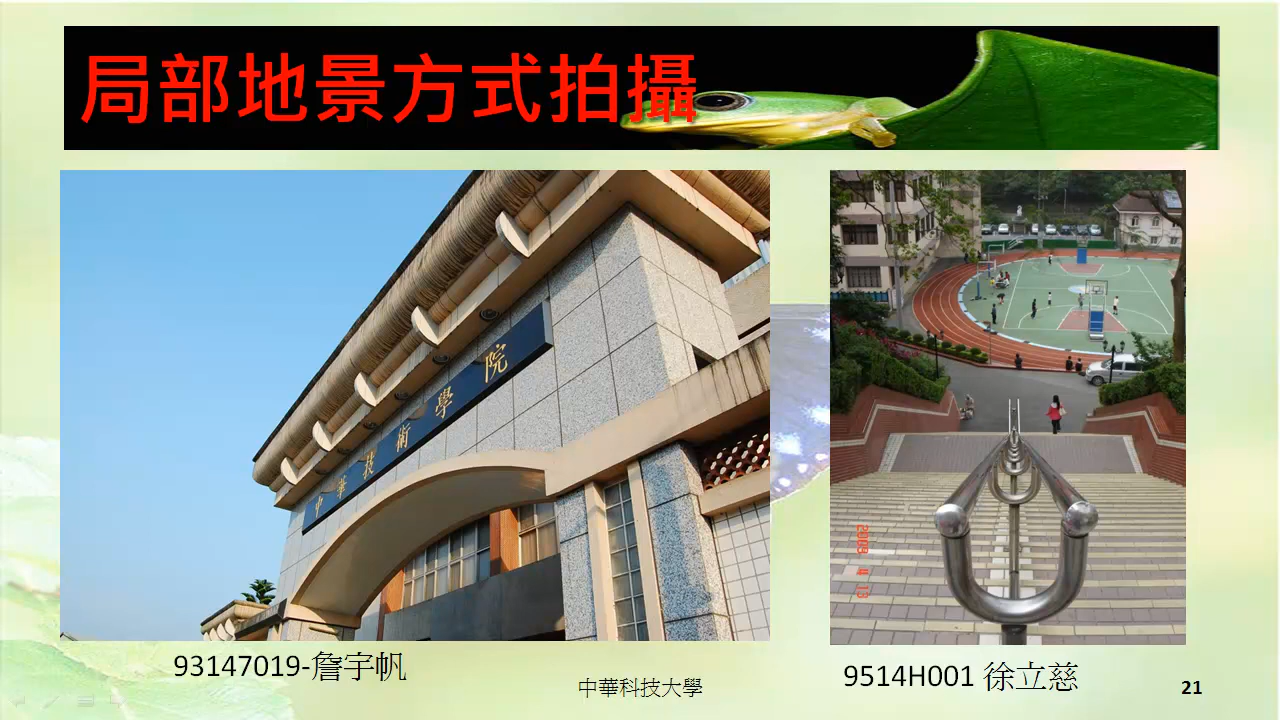 局部地景方式拍攝
中華技術學院
2009 4 13
93147019-詹宇帆
9514H001 徐立慈
中華科技大學
21